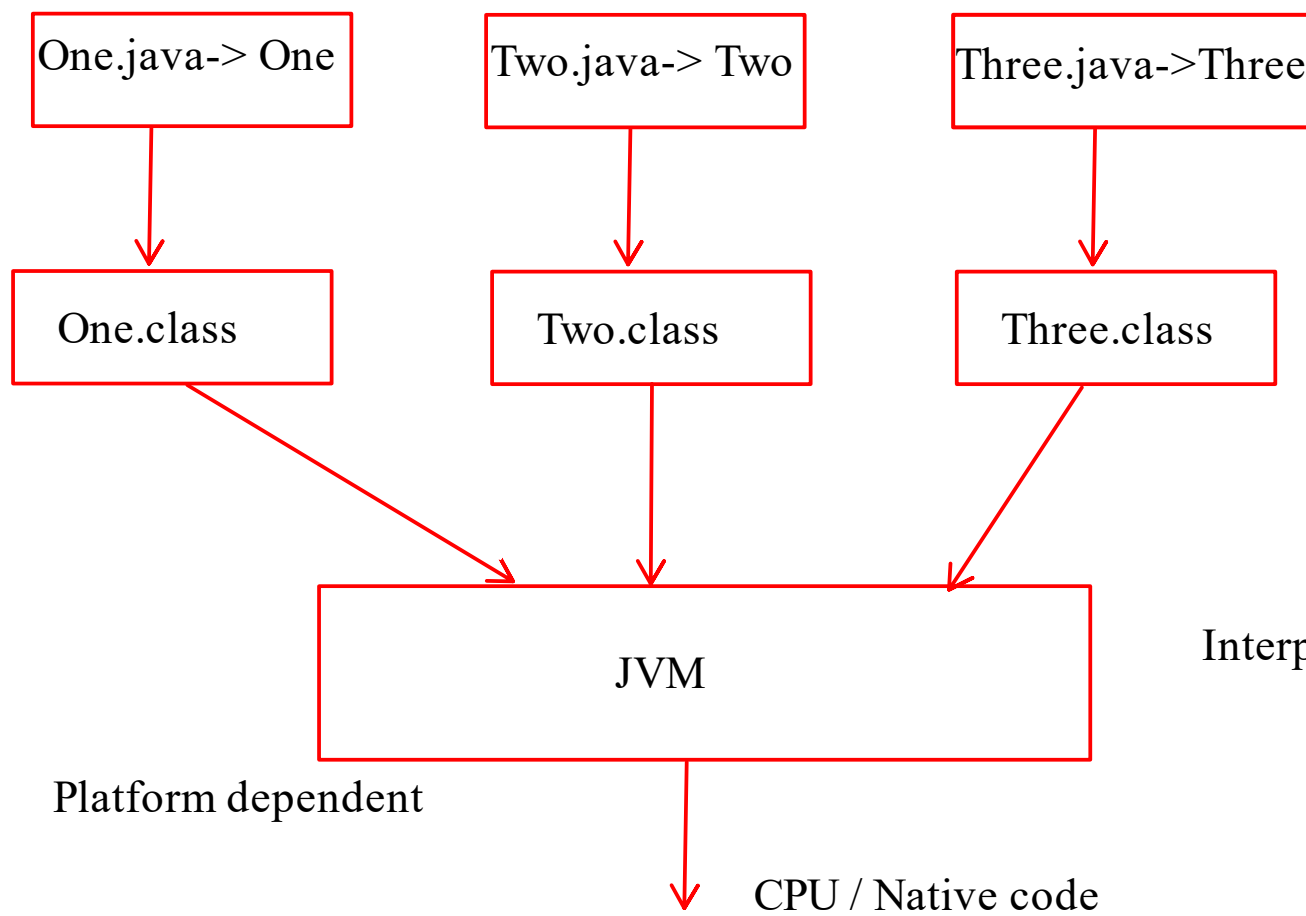 One.java-> One
Two.java-> Two
Three.java->Three
One.class
Two.class
Three.class
JVM
Platform dependent
CPU / Native code